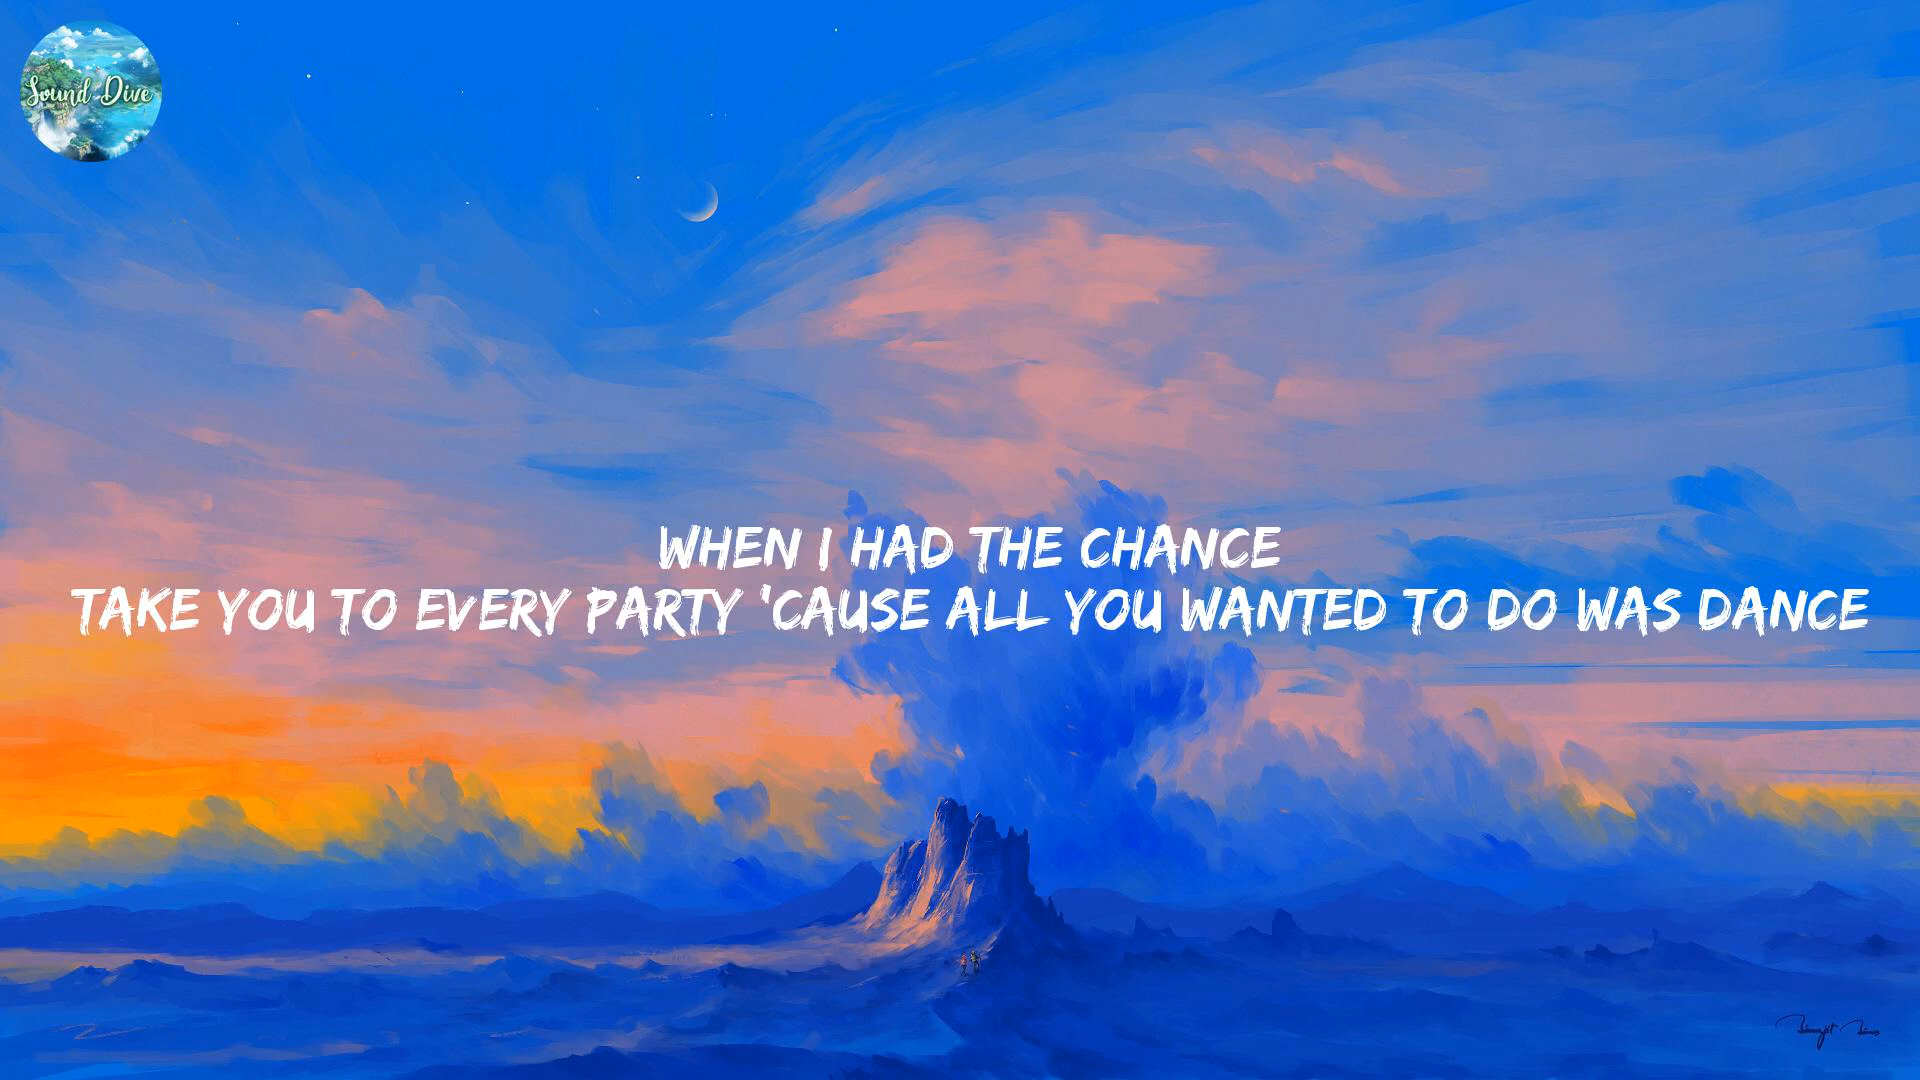 Sound Dive
WHEN I HAD THE CHANCE
TAKE YOU TO EVERY PARTY 'CAUSE ALL YOU WANTED TO DO WAS DANCE